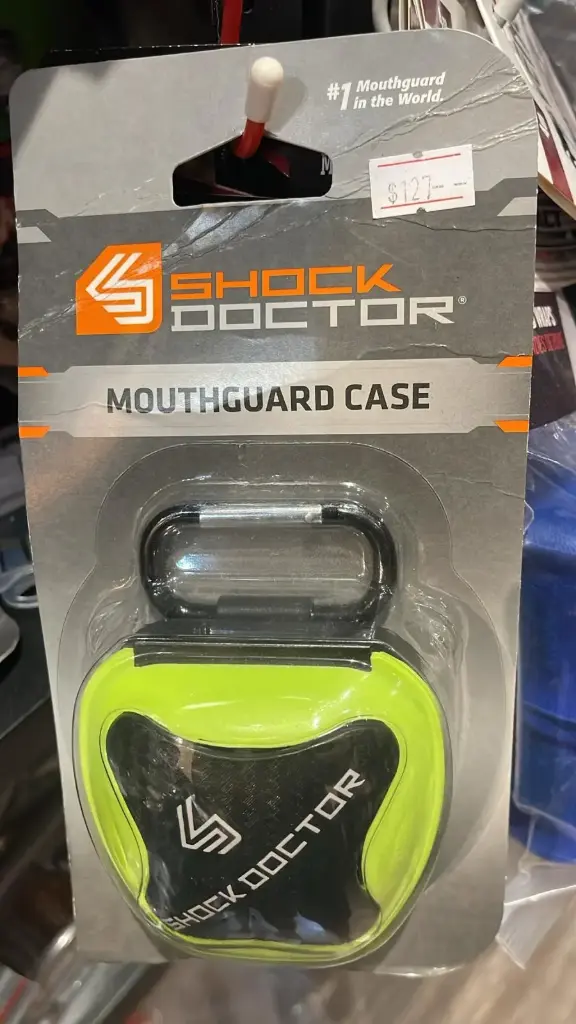 #1 Mouthguard
in the World.
$127
SHOCK
DOCTOR®
MOUTHGUARD CASE
SHOCK DOCTOR